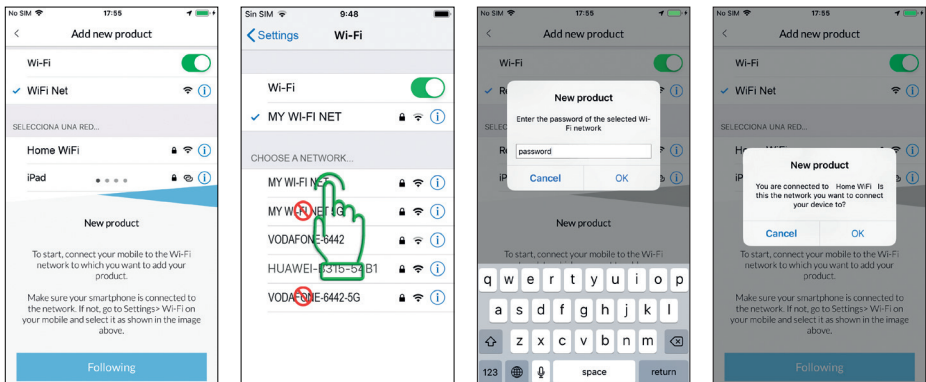 No SIM 17:55
Add new product
Wi-Fi
WiFi Net
SELECCIONA UNA RED...
Home WiFi
iPad
New product
To start, connect your mobile to the Wi-Fi
network to which you want to add your
product.
Make sure your smartphone is connected to
the network. If not, go to Settings> Wi-Fi on
your mobile and select it as shown in the image
above.
Following
Sin SIM 9:48
Settings Wi-Fi
Wi-Fi
MY WI-FI NET
CHOOSE A NETWORK...
MY WI-FI NET
MY WI-FI NET 5G
VODAFONE-6442
HUAWEI-B315-54B1
VODAFONE-6442-5G
No SIM 17:55
Add new product
Wi-Fi
New product
Enter the password of the selected Wi-
Fi network
password
Cancel OK
New product
To start, connect your mobile to the Wi-Fi
q w e r t y u i o p
a s d f g h j k l
z x c v b n m
123 space return
No SIM 17:55
Add new product
Wi-Fi
WiFi Net
SELECCIONA UNA RED...
New product
You are connected to Home WiFi Is
this the network you want to connect
your device to?
Cancel OK
To start, connect your mobile to the Wi-Fi
network to which you want to add your
product.
Make sure your smartphone is connected to
the network. If not, go to Settings> Wi-Fi on
your mobile and select it as shown in the image
above.
Following